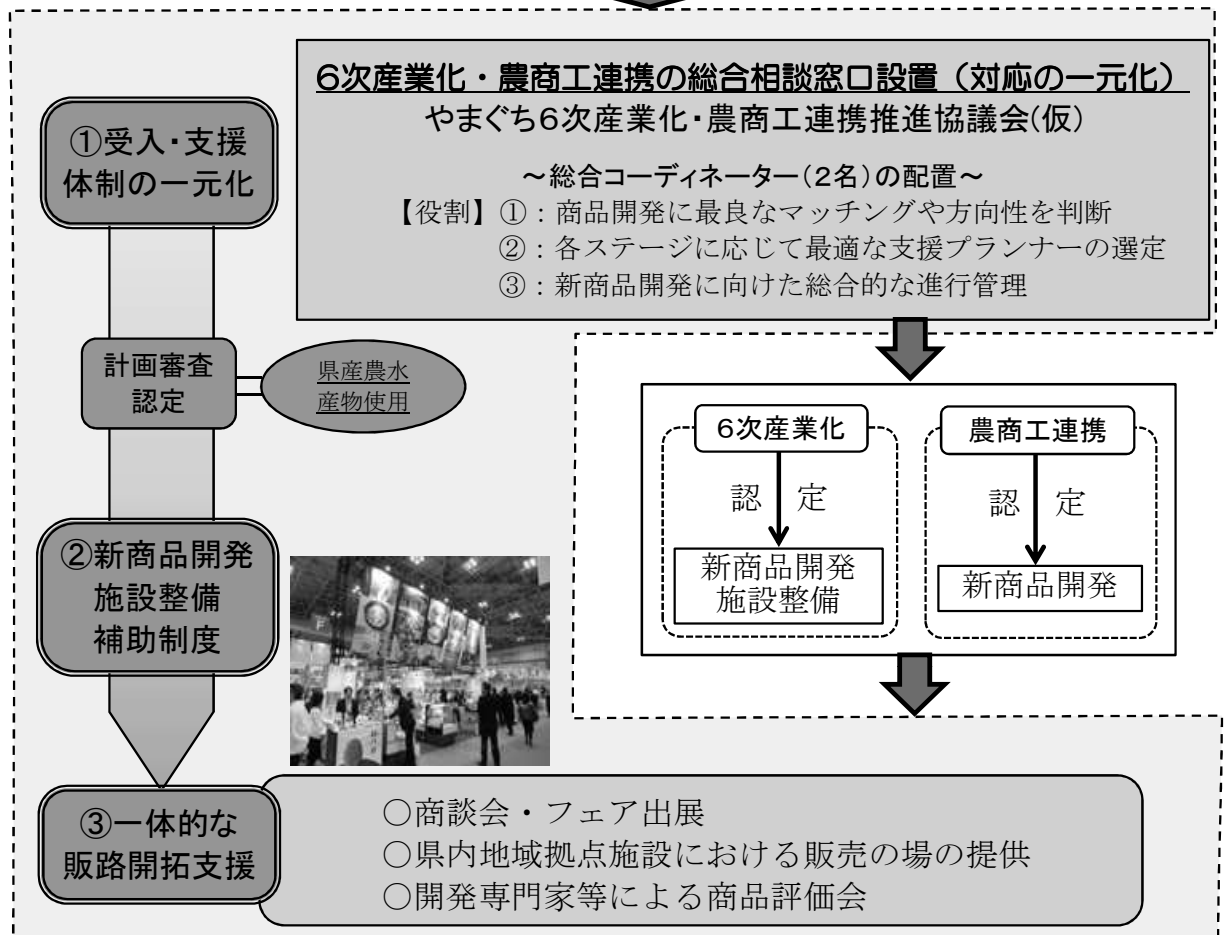 6次産業化・農商工連携の総合相談窓口設置（対応の一元化）
やまぐち6次産業化・農商工連携推進協議会(仮)
～総合コーディネーター(2名)の配置～
【役割】①：商品開発に最良なマッチングや方向性を判断
②：各ステージに応じて最適な支援プランナーの選定
③：新商品開発に向けた総合的な進行管理
①受入・支援
体制の一元化
計画審査
認定
県産農水
産物使用
6次産業化
認　定
新商品開発
施設整備
農商工連携
認　定
新商品開発
②新商品開発
施設整備
補助制度
③一体的な
販路開拓支援
○商談会・フェア出展
○県内地域拠点施設における販売の場の提供
○開発専門家等による商品評価会